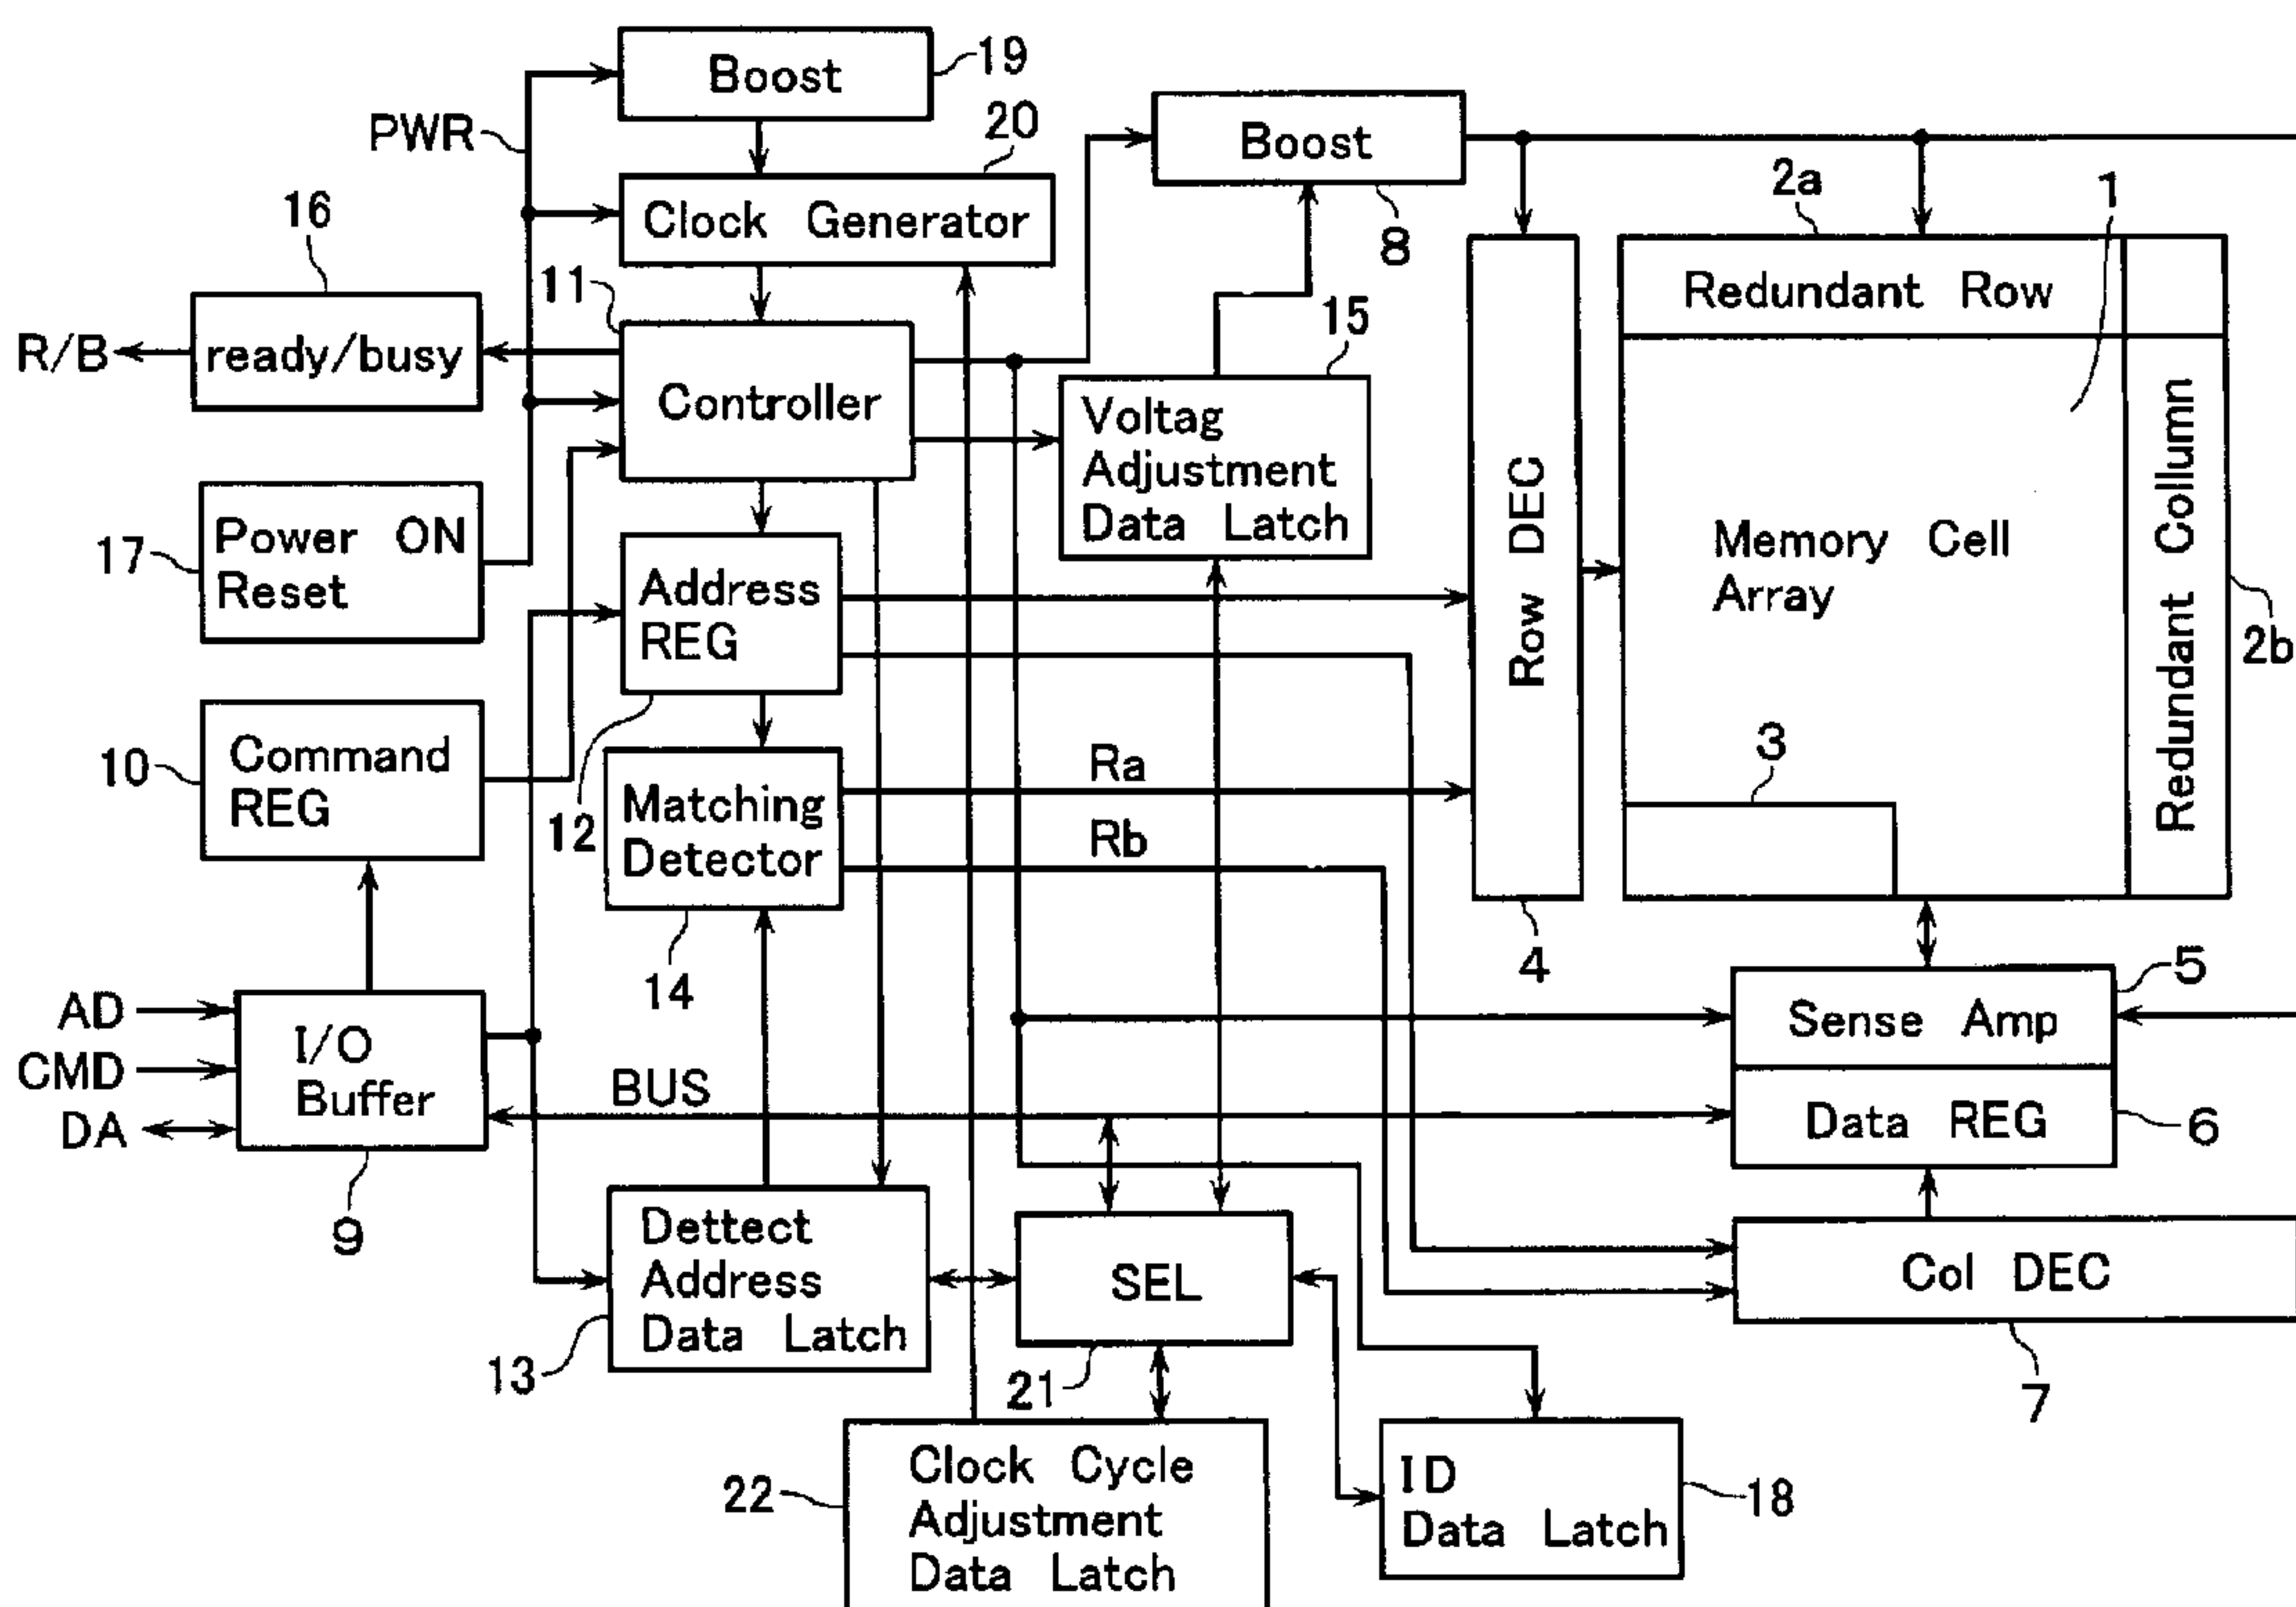 Boost
19
PWR
20
Boost
8
2a
1
16
Clock Generator
11
Redundant Row
R/B
ready/busy
Controller
15
Voltag
Adjustment
Data Latch
Row DEC
Memory Cell
Array
Redundant Collumn
2b
17
Power ON
Reset
Address
REG
12
10
Command
REG
Matching
Detector
14
Ra
Rb
3
4
5
AD
CMD
DA
I/O
Buffer
9
BUS
Sense Amp
Data REG
6
Dettect
Address
Data Latch
13
SEL
21
Col DEC
7
22
Clock Cycle
Adjustment
Data Latch
ID
Data Latch
18